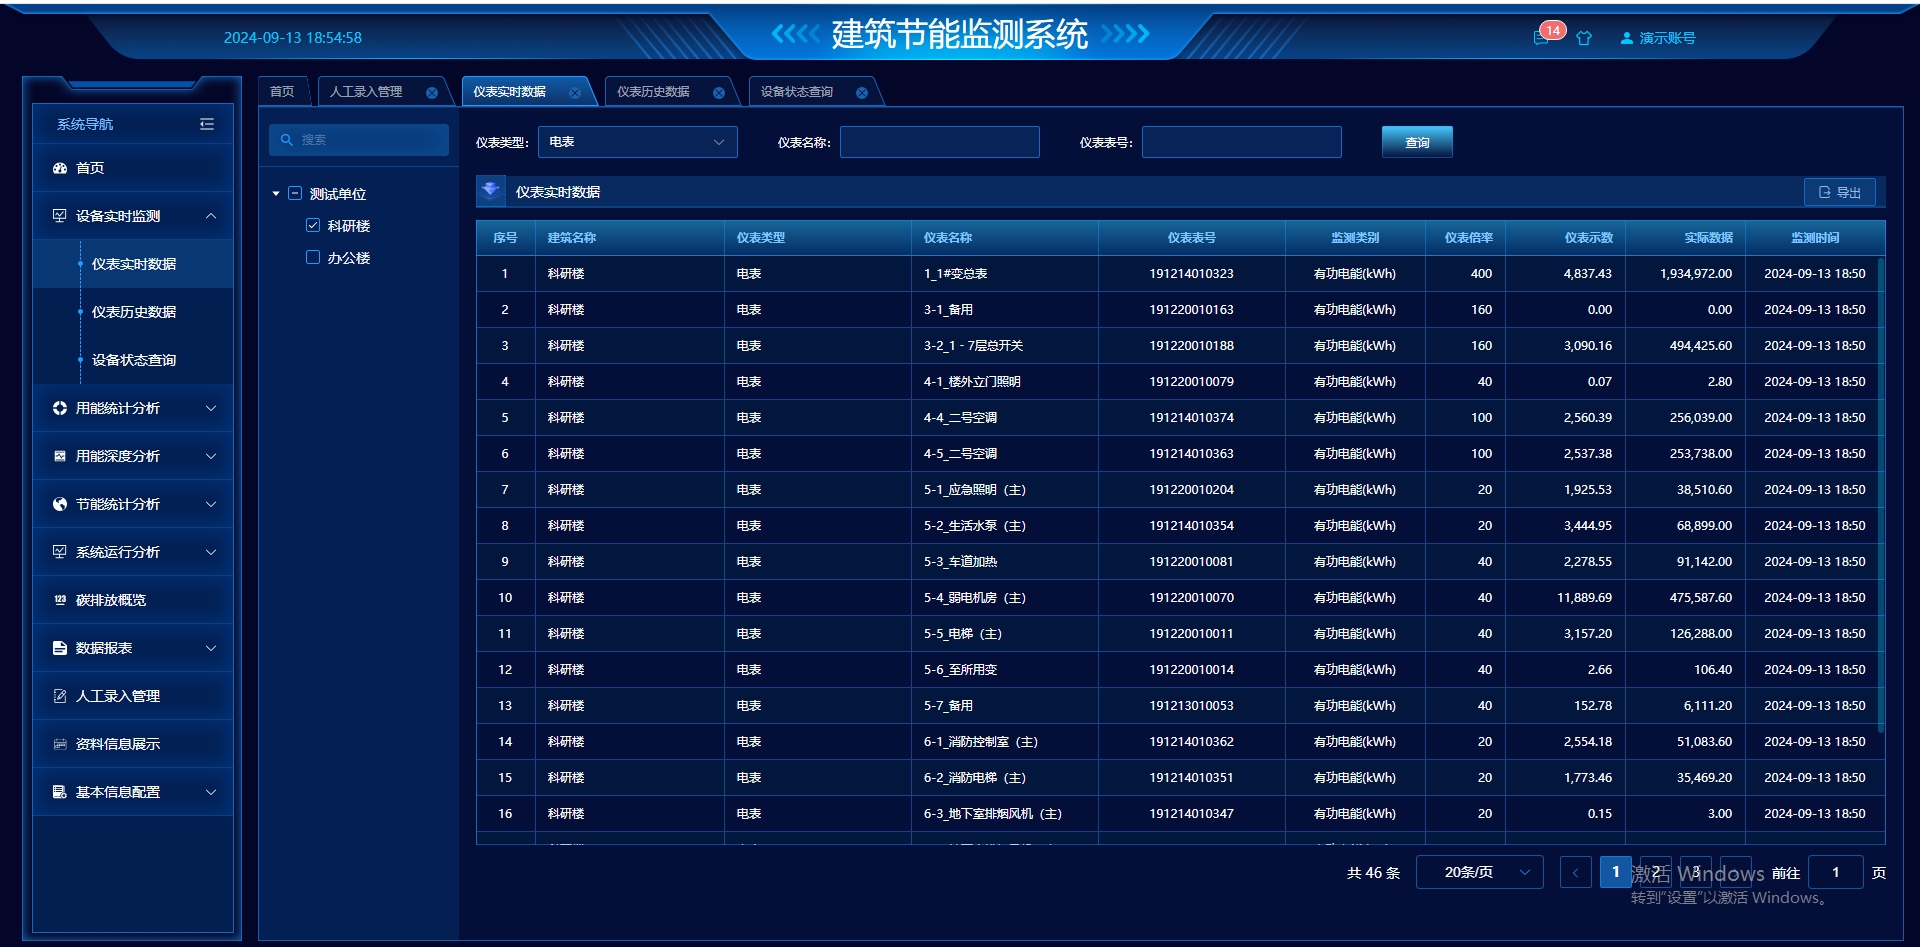 建筑节能监测系统
2024-09-13 18:54:58
14
演示账号
首页 人工录入管理 仪表实时数据 仪表历史数据 设备状态查询
系统导航
首页
设备实时监测
仪表实时数据
仪表历史数据
设备状态查询
用能统计分析
用能深度分析
节能统计分析
系统运行分析
123 碳排放概览
数据报表
人工录入管理
资料信息展示
基本信息配置
搜索
测试单位
科研楼
办公楼
仪表类型: 电表 仪表名称: 仪表表号: 查询
仪表实时数据 导出
序号 建筑名称 仪表类型 仪表名称 仪表表号 监测类别 仪表倍率 仪表示数 实际数据 监测时间
1 科研楼 电表 1_1#变总表 191214010323 有功电能(kWh) 400 4,837.43 1,934,972.00 2024-09-13 18:50
2 科研楼 电表 3-1_备用 191220010163 有功电能(kWh) 160 0.00 0.00 2024-09-13 18:50
3 科研楼 电表 3-2_1 - 7层总开关 191220010188 有功电能(kWh) 160 3,090.16 494,425.60 2024-09-13 18:50
4 科研楼 电表 4-1_楼外立门照明 191220010079 有功电能(kWh) 40 0.07 2.80 2024-09-13 18:50
5 科研楼 电表 4-4_二号空调 191214010374 有功电能(kWh) 100 2,560.39 256,039.00 2024-09-13 18:50
6 科研楼 电表 4-5_二号空调 191214010363 有功电能(kWh) 100 2,537.38 253,738.00 2024-09-13 18:50
7 科研楼 电表 5-1_应急照明（主） 191220010204 有功电能(kWh) 20 1,925.53 38,510.60 2024-09-13 18:50
8 科研楼 电表 5-2_生活水泵（主） 191214010354 有功电能(kWh) 20 3,444.95 68,899.00 2024-09-13 18:50
9 科研楼 电表 5-3_车道加热 191220010081 有功电能(kWh) 40 2,278.55 91,142.00 2024-09-13 18:50
10 科研楼 电表 5-4_弱电机房（主） 191220010070 有功电能(kWh) 40 11,889.69 475,587.60 2024-09-13 18:50
11 科研楼 电表 5-5_电梯（主） 191220010011 有功电能(kWh) 40 3,157.20 126,288.00 2024-09-13 18:50
12 科研楼 电表 5-6_至所用变 191220010014 有功电能(kWh) 40 2.66 106.40 2024-09-13 18:50
13 科研楼 电表 5-7_备用 191213010053 有功电能(kWh) 40 152.78 6,111.20 2024-09-13 18:50
14 科研楼 电表 6-1_消防控制室（主） 191214010362 有功电能(kWh) 20 2,554.18 51,083.60 2024-09-13 18:50
15 科研楼 电表 6-2_消防电梯（主） 191214010351 有功电能(kWh) 20 1,773.46 35,469.20 2024-09-13 18:50
16 科研楼 电表 6-3_地下室排烟风机（主） 191214010347 有功电能(kWh) 20 0.15 3.00 2024-09-13 18:50
共 46 条 20条/页 1 2 3 前往 1 页
激活 Windows
转到"设置"以激活 Windows。